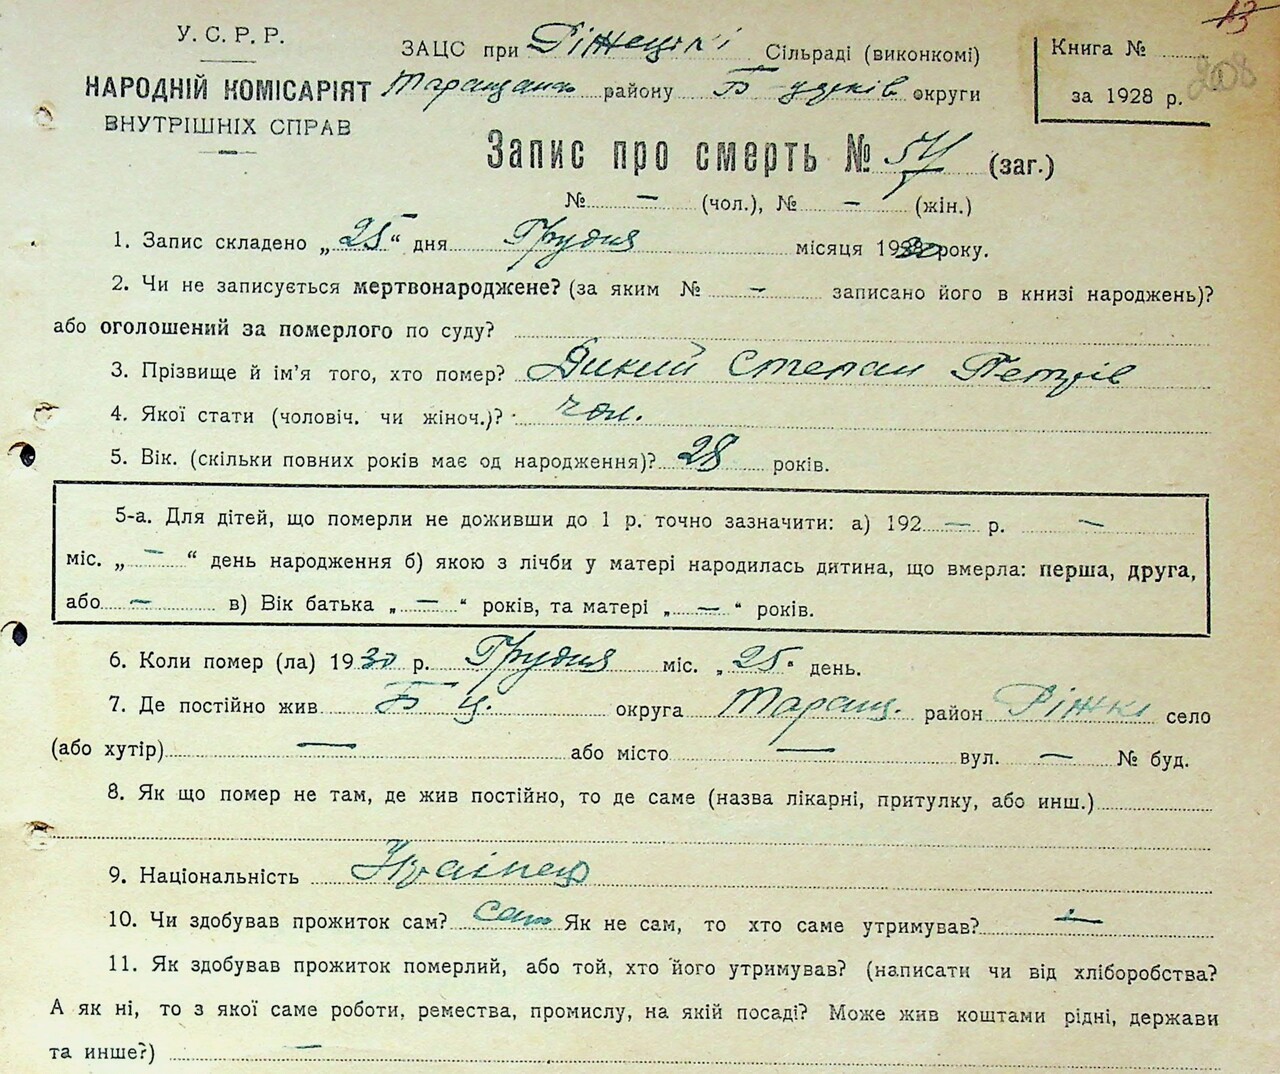 13
208
У. С. Р. Р.
НАРОДНІЙ КОМІСАРІЯТ
ВНУТРІШНІХ СПРАВ
ЗАЦС при Ріжецькі Сільраді (виконкомі)
Таращань району Б округи
Книга №
за 1928 р.
Запис про смерть № 57 (заг.)
№ — (чол.), № — (жін.)
1. Запис складено „25“ дня Грудня місяця 1930 року.
2. Чи не записується мертвонароджене? (за яким № — записано його в книзі народжень)?
або оголошений за померлого по суду?
3. Прізвище й ім'я того, хто помер? Дикий Степан Петрів
4. Якої стати (чоловіч. чи жіноч.)? чол.
5. Вік. (скільки повних років має од народження)? 28 років.
5-а. Для дітей, що померли не доживши до 1 р. точно зазначити: а) 192 — р. —
міс. „ — “ день народження б) якою з лічби у матері народилась дитина, що вмерла: перша, друга,
або — в) Вік батька „ — “ років, та матері „ — “ років.
6. Коли помер (ла) 1930 р. Грудня міс. „25“ день.
7. Де постійно жив Б Ц. округа Таращ. район Ріжки село
(або хутір) — або місто — вул. — № буд.
8. Як що помер не там, де жив постійно, то де саме (назва лікарні, притулку, або инш.)
9. Національність Українець
10. Чи здобував прожиток сам? сам Як не сам, то хто саме утримував? —
11. Як здобував прожиток померлий, або той, хто його утримував? (написати чи від хліборобства?
А як ні, то з якої саме роботи, ремества, промислу, на якій посаді? Може жив коштами рідні, держави
та инше?) —